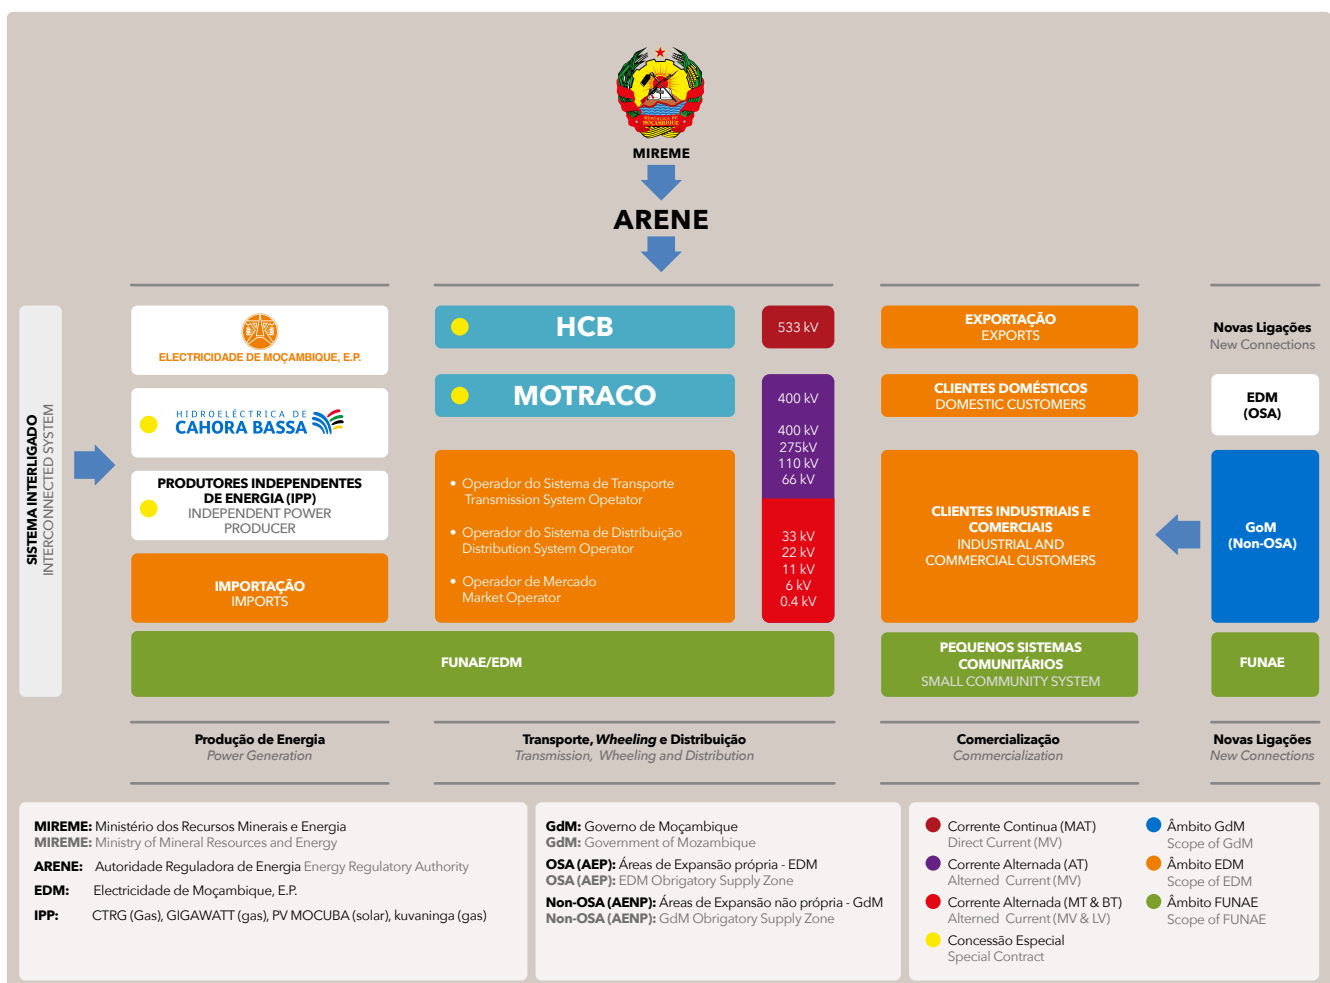 REPÚBLICA DE
MOÇAMBIQUE
MIREME
ARENE
SISTEMA INTERLIGADO
INTERCONNECTED SYSTEM
ELECTRICIDADE DE MOÇAMBIQUE, E.P.
HIDROELÉCTRICA DE
CAHORA BASSA
PRODUTORES INDEPENDENTES
DE ENERGIA (IPP)
INDEPENDENT POWER
PRODUCER
IMPORTAÇÃO
IMPORTS
HCB
533 kV
MOTRACO
400 kV
400 kV
275kV
110 kV
66 kV
33 kV
22 kV
11 kV
6 kV
0.4 kV
• Operador do Sistema de Transporte
Transmission System Opetator
• Operador do Sistema de Distribuição
Distribution System Operator
• Operador de Mercado
Market Operator
EXPORTAÇÃO
EXPORTS
CLIENTES DOMÉSTICOS
DOMESTIC CUSTOMERS
CLIENTES INDUSTRIAIS E
COMERCIAIS
INDUSTRIAL AND
COMMERCIAL CUSTOMERS
Novas Ligações
New Connections
EDM
(OSA)
GoM
(Non-OSA)
FUNAE/EDM
PEQUENOS SISTEMAS
COMUNITÁRIOS
SMALL COMMUNITY SYSTEM
FUNAE
Produção de Energia
Power Generation
Transporte, Wheeling e Distribuição
Transmission, Wheeling and Distribution
Comercialização
Commercialization
Novas Ligações
New Connections
MIREME: Ministério dos Recursos Minerais e Energia
MIREME: Ministry of Mineral Resources and Energy
ARENE: Autoridade Reguladora de Energia Energy Regulatory Authority
EDM: Electricidade de Moçambique, E.P.
IPP: CTRG (Gas), GIGAWATT (gas), PV MOCUBA (solar), kuvaninga (gas)
GdM: Governo de Moçambique
GdM: Government of Mozambique
OSA (AEP): Áreas de Expansão própria - EDM
OSA (AEP): EDM Obrigatory Supply Zone
Non-OSA (AENP): Áreas de Expansão não própria - GdM
Non-OSA (AENP): GdM Obrigatory Supply Zone
Corrente Continua (MAT)
Direct Current (MV)
Corrente Alternada (AT)
Alterned Current (MV)
Corrente Alternada (MT & BT)
Alterned Current (MV & LV)
Concessão Especial
Special Contract
Âmbito GdM
Scope of GdM
Âmbito EDM
Scope of EDM
Âmbito FUNAE
Scope of FUNAE